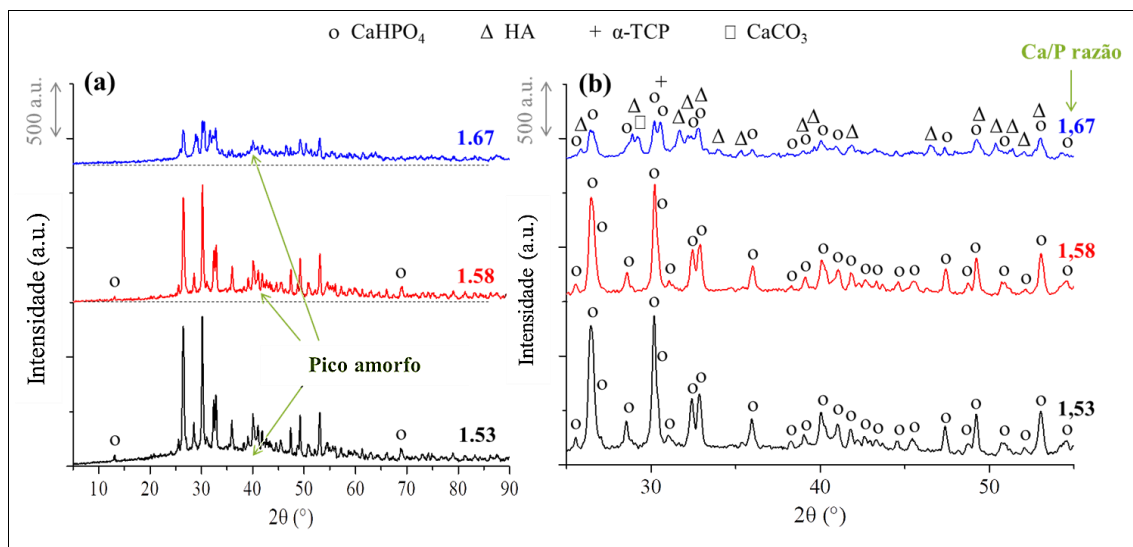 o CaHPO₄ Δ HA + α-TCP □ CaCO₃
(a)
500 a.u.
1.67
1.58
1.53
o
o
o
o
Pico amorfo
Intensidade (a.u.)
10 20 30 40 50 60 70 80 90
2θ (°)
(b)
500 a.u.
Ca/P razão
1,67
1,58
1,53
Intensidade (a.u.)
30 40 50
2θ (°)